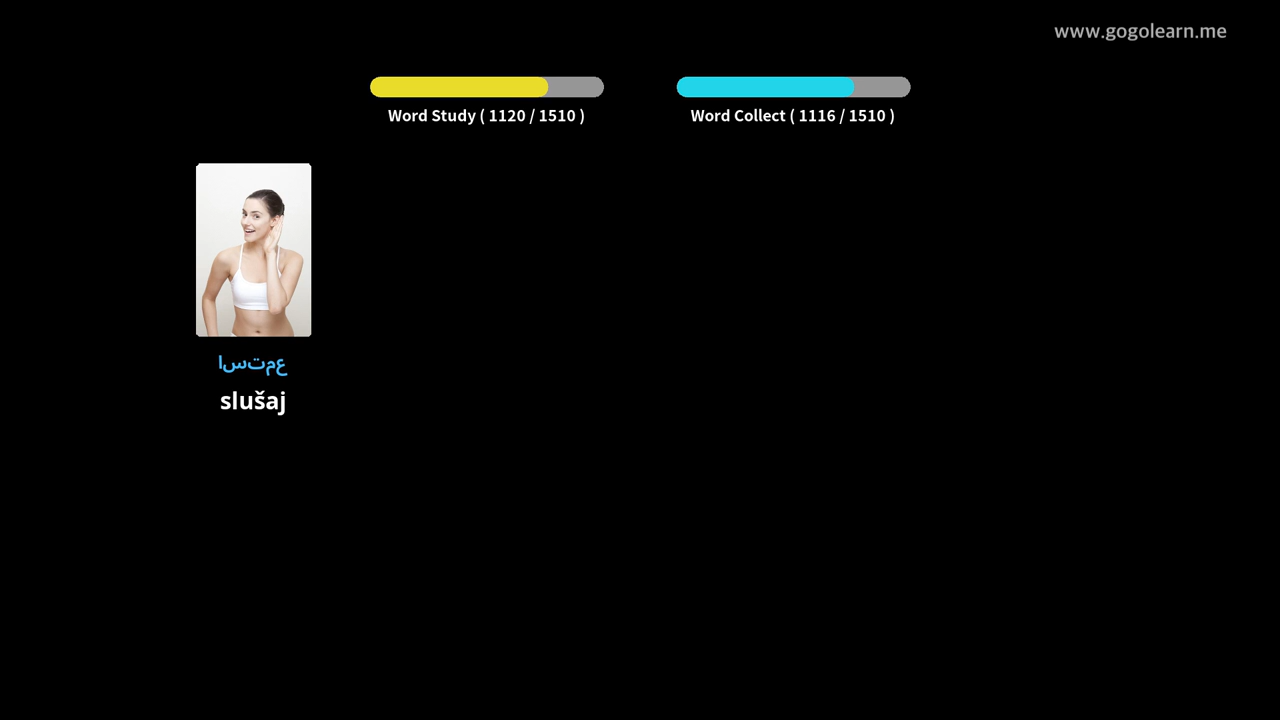 www.gogolearn.me
Word Study ( 1120 / 1510 )
Word Collect ( 1116 / 1510 )
استمع
slušaj